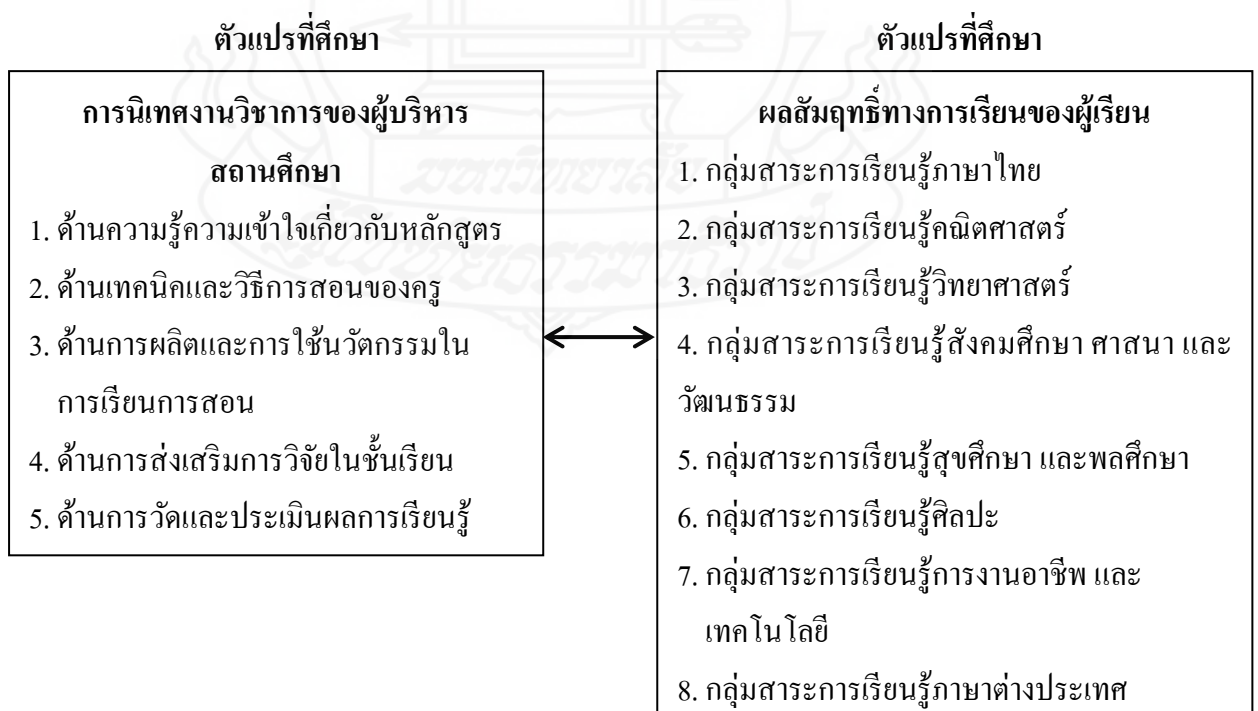 ตัวแปรที่ศึกษา
การนิเทศงานวิชาการของผู้บริหาร
สถานศึกษา
1. ด้านความรู้ความเข้าใจเกี่ยวกับหลักสูตร
2. ด้านเทคนิคและวิธีการสอนของครู
3. ด้านการผลิตและการใช้นวัตกรรมใน
การเรียนการสอน
4. ด้านการส่งเสริมการวิจัยในชั้นเรียน
5. ด้านการวัดและประเมินผลการเรียนรู้
ตัวแปรที่ศึกษา
ผลสัมฤทธิ์ทางการเรียนของผู้เรียน
1. กลุ่มสาระการเรียนรู้ภาษาไทย
2. กลุ่มสาระการเรียนรู้คณิตศาสตร์
3. กลุ่มสาระการเรียนรู้วิทยาศาสตร์
4. กลุ่มสาระการเรียนรู้สังคมศึกษา ศาสนา และ
วัฒนธรรม
5. กลุ่มสาระการเรียนรู้สุขศึกษา และพลศึกษา
6. กลุ่มสาระการเรียนรู้ศิลปะ
7. กลุ่มสาระการเรียนรู้การงานอาชีพ และ
เทคโนโลยี
8. กลุ่มสาระการเรียนรู้ภาษาต่างประเทศ